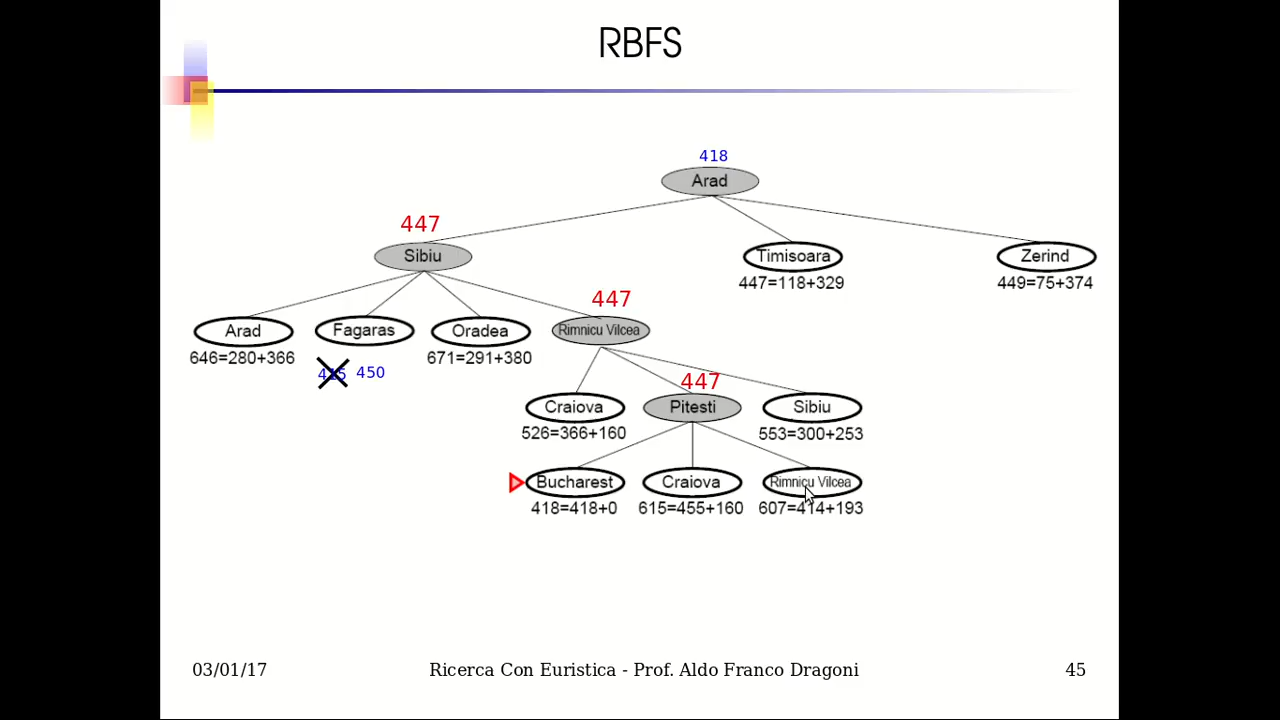 RBFS
418
Arad
447
Sibiu
Timisoara
Zerind
447=118+329
449=75+374
447
Arad
Fagaras
Oradea
Rimnicu Vilcea
646=280+366
671=291+380
415 450
447
Craiova
Pitesti
Sibiu
526=366+160
553=300+253
Bucharest
Craiova
Rimnicu Vilcea
418=418+0
615=455+160
607=414+193
03/01/17
Ricerca Con Euristica - Prof. Aldo Franco Dragoni
45